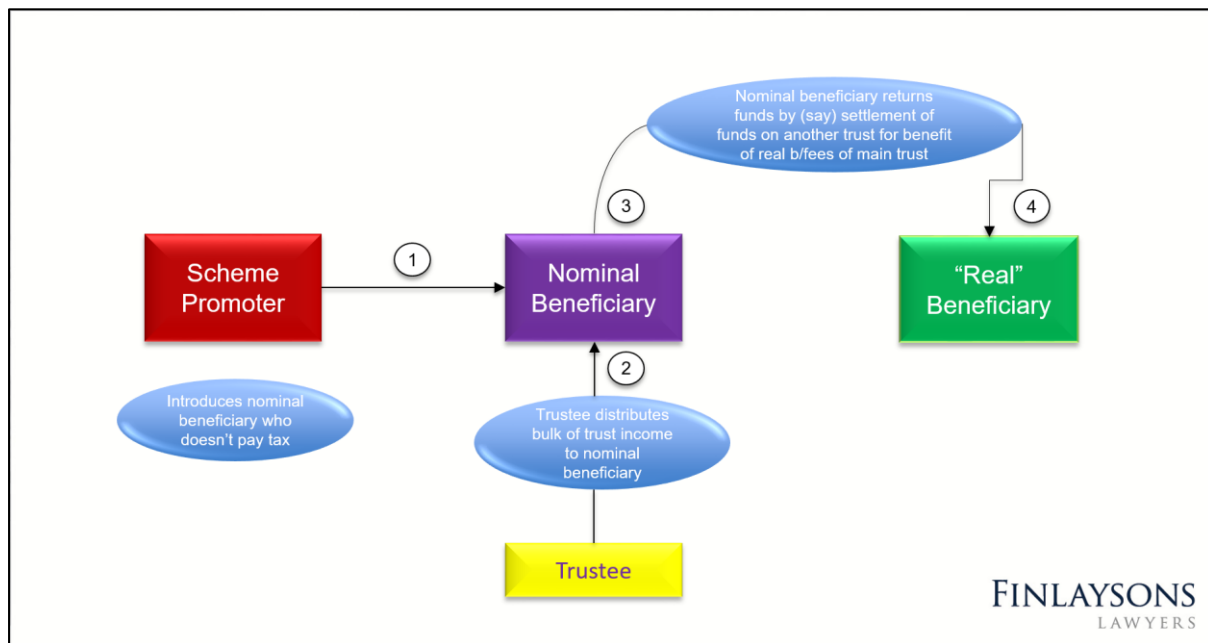 Nominal beneficiary returns
funds by (say) settlement of
funds on another trust for benefit
of real b/fees of main trust
3
4
1
Scheme
Promoter
Nominal
Beneficiary
“Real”
Beneficiary
2
Introduces nominal
beneficiary who
doesn’t pay tax
Trustee distributes
bulk of trust income
to nominal
beneficiary
Trustee
FINLAYSONS
LAWYERS